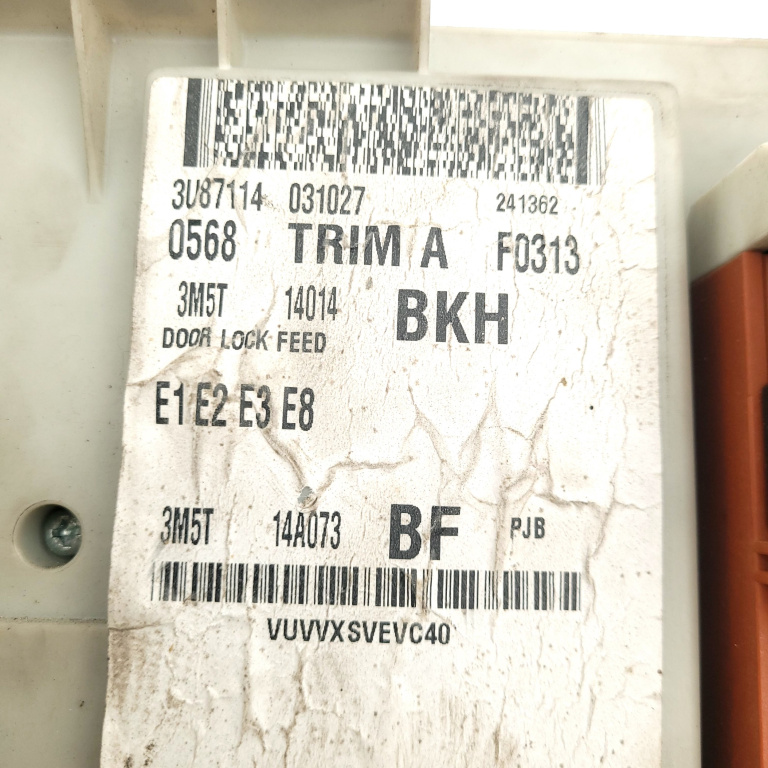 3U87114 031027 241362
0568 TRIM A F0313
3M5T 14014 BKH
DOOR LOCK FEED
E1 E2 E3 E8
3M5T 14A073 BF PJB
VUVVXSVEVC40